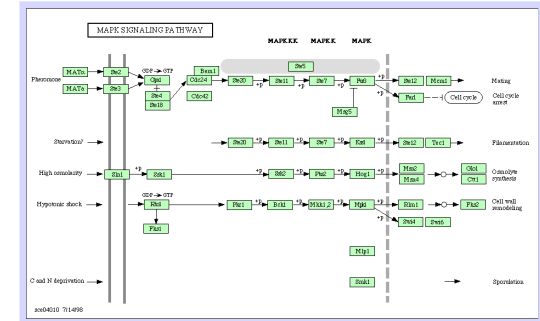 MAPK SIGNALING PATHWAY
MAPKKK MAPKK MAPK
GDP → GTP
Ste5
Pheromone
MATα Ste2 Gpa1 Bem1 Cdc24 Ste20 +p Ste11 +p Ste7 +p Fus3 +p Ste12 Mcm1 Mating
MATa Ste3 Ste4 Ste18 Cdc42 Msg5 +p Far1 Cell cycle Cell cycle arrest
Starvation? Ste20 +p Ste11 +p Ste7 +p Kss1 +p Ste12 Tec1 Filamentation
High osmolarity Sln1 +p Ssk1 Ssk2 +p Pbs2 +p Hog1 +p Msn2 Msn4 Glo1 Ctt1 Osmolyte synthesis
GDP → GTP
Hypotonic shock Rho1 Pkc1 +p Bck1 +p Mkk1,2 +p Mpk1 +p Rlm1 Fks2 Cell wall remodeling
Fks1 +p Swi4 Swi6
Mlp1
C and N deprivation Smk1 Sporulation
sce04010 7/14/98